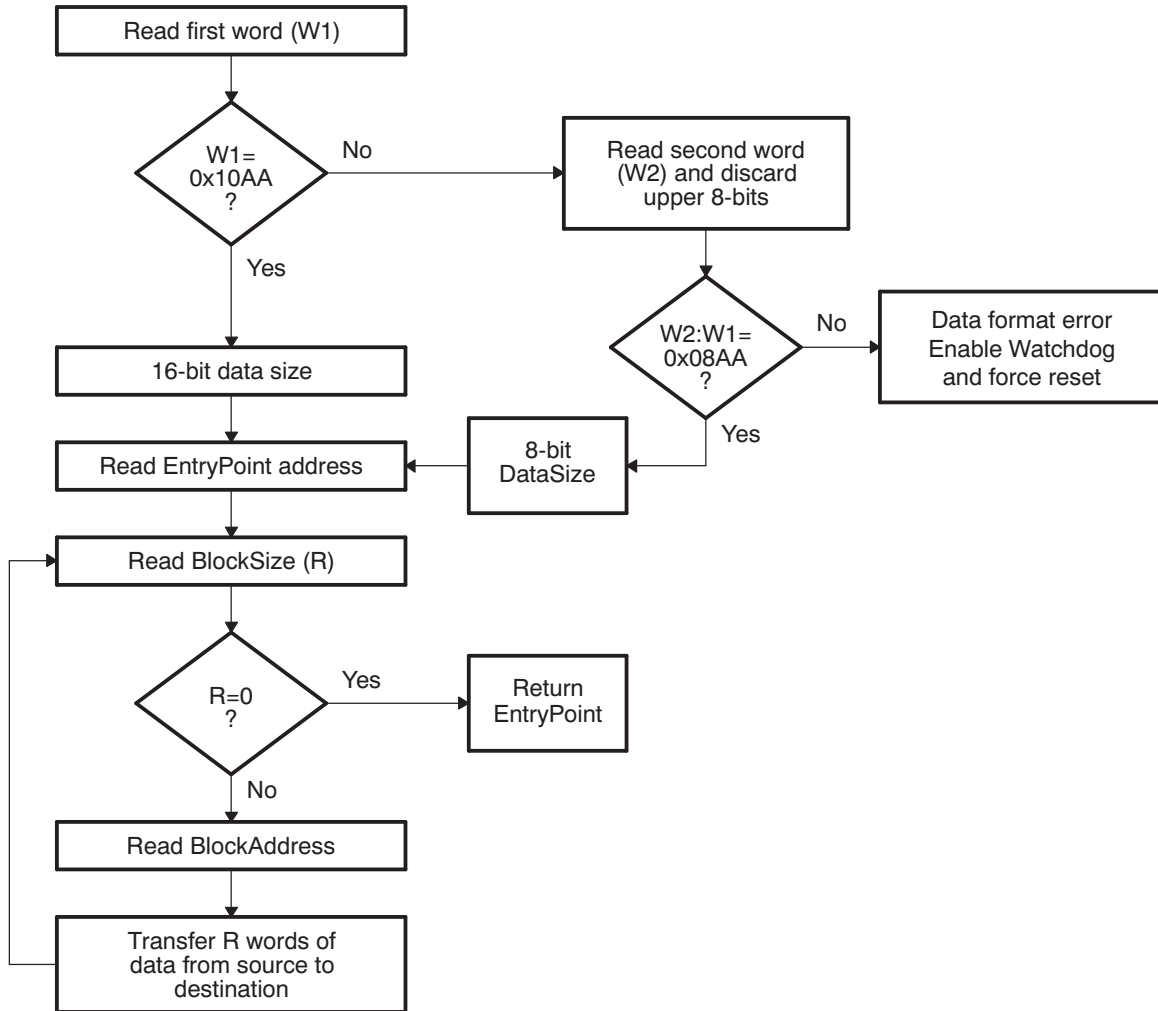 Read first word (W1)
W1=
0x10AA
?
No
Yes
Read second word
(W2) and discard
upper 8-bits
W2:W1=
0x08AA
?
No
Yes
Data format error
Enable Watchdog
and force reset
16-bit data size
8-bit
DataSize
Read EntryPoint address
Read BlockSize (R)
R=0
?
Yes
No
Return
EntryPoint
Read BlockAddress
Transfer R words of
data from source to
destination